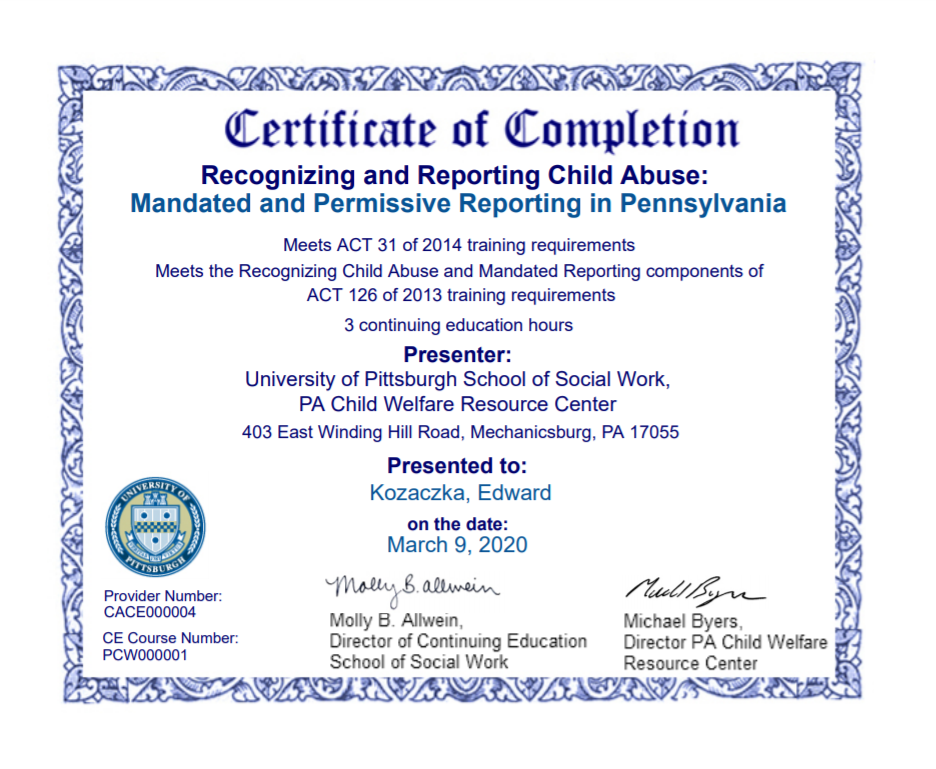 Certificate of Completion
Recognizing and Reporting Child Abuse:
Mandated and Permissive Reporting in Pennsylvania
Meets ACT 31 of 2014 training requirements
Meets the Recognizing Child Abuse and Mandated Reporting components of
ACT 126 of 2013 training requirements
3 continuing education hours
Presenter:
University of Pittsburgh School of Social Work,
PA Child Welfare Resource Center
403 East Winding Hill Road, Mechanicsburg, PA 17055
Presented to:
Kozaczka, Edward
on the date:
March 9, 2020
UNIVERSITY OF
PITTSBURGH
Provider Number:
CACE000004
CE Course Number:
PCW000001
Molly B. Allwein
Molly B. Allwein,
Director of Continuing Education
School of Social Work
Michael Byers,
Director PA Child Welfare
Resource Center